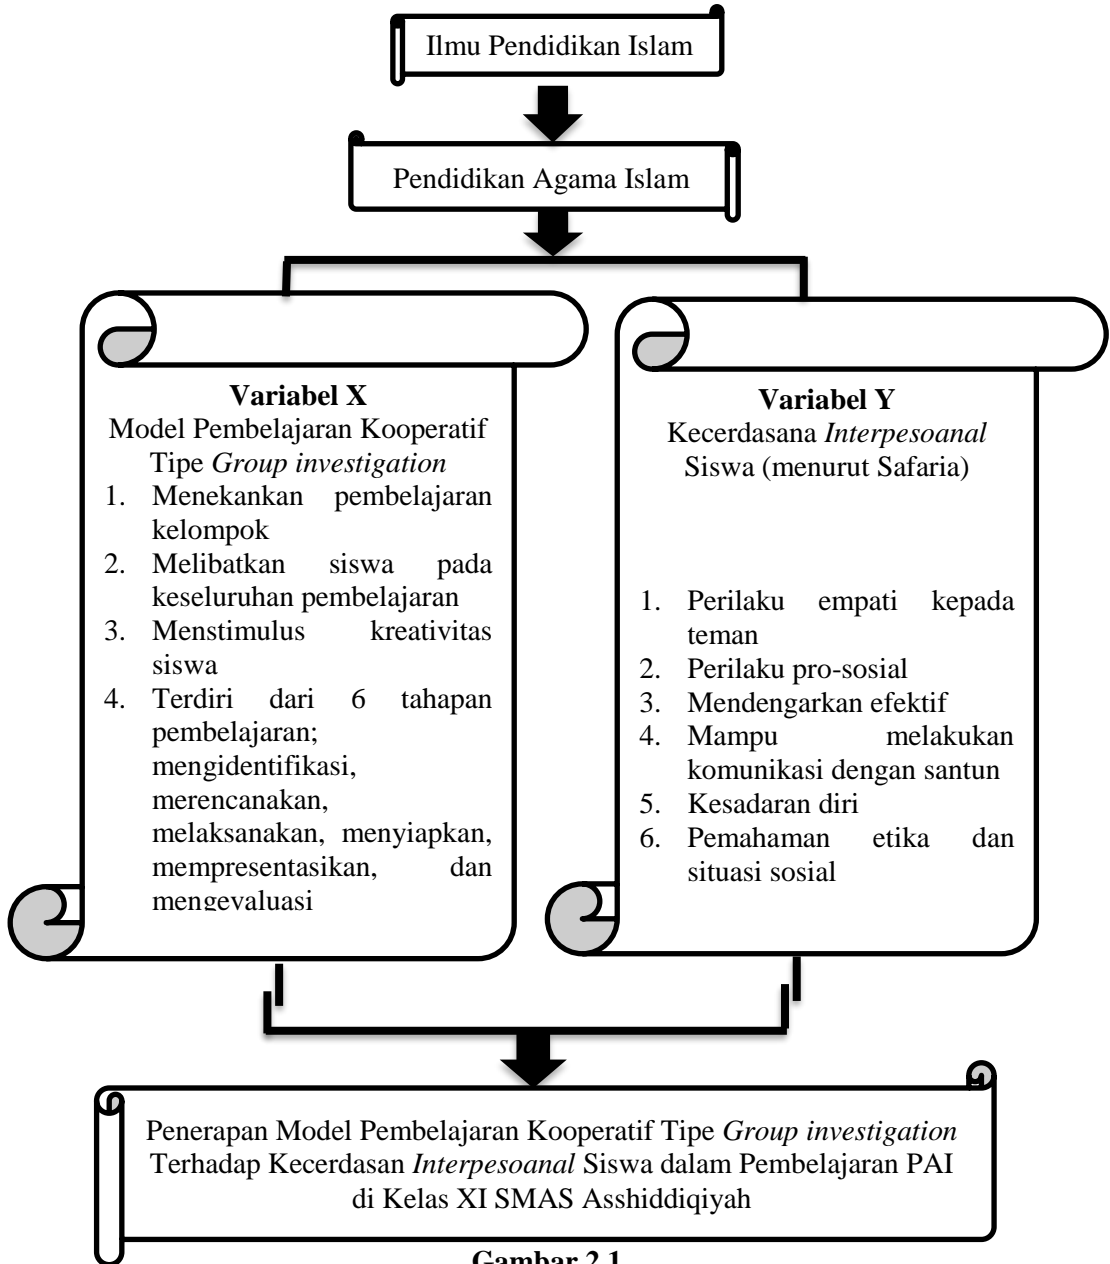 Ilmu Pendidikan Islam
Pendidikan Agama Islam
Variabel X
Model Pembelajaran Kooperatif
Tipe Group investigation
1. Menekankan pembelajaran
kelompok
2. Melibatkan siswa pada
keseluruhan pembelajaran
3. Menstimulus kreativitas
siswa
4. Terdiri dari 6 tahapan
pembelajaran;
mengidentifikasi,
merencanakan,
melaksanakan, menyiapkan,
mempresentasikan, dan
mengevaluasi
Variabel Y
Kecerdasana Interpesoanal
Siswa (menurut Safaria)
1. Perilaku empati kepada
teman
2. Perilaku pro-sosial
3. Mendengarkan efektif
4. Mampu melakukan
komunikasi dengan santun
5. Kesadaran diri
6. Pemahaman etika dan
situasi sosial
Penerapan Model Pembelajaran Kooperatif Tipe Group investigation
Terhadap Kecerdasan Interpesoanal Siswa dalam Pembelajaran PAI
di Kelas XI SMAS Asshiddiqiyah
Gambar 2.1